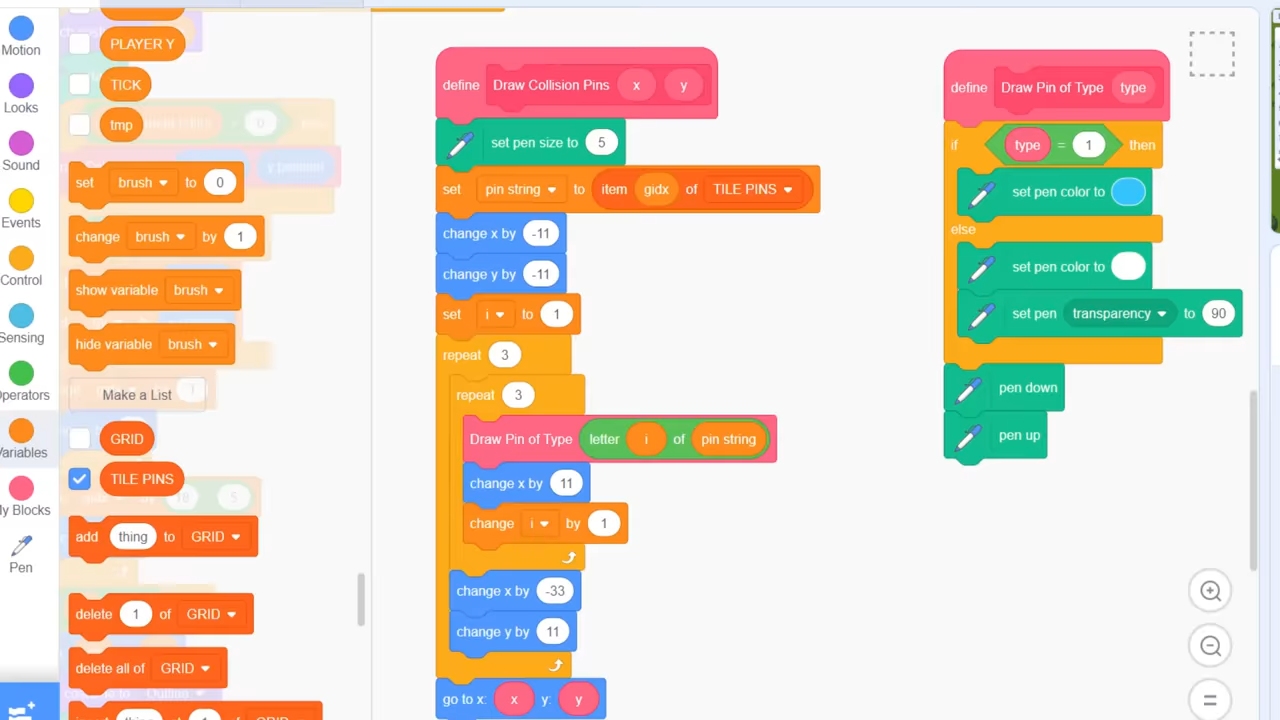 Motion
Looks
Sound
Events
Control
Sensing
Operators
Variables
My Blocks
Pen
PLAYER Y
TICK
tmp
set brush to 0
change brush by 1
show variable brush
hide variable brush
Make a List
GRID
TILE PINS
add thing to GRID
delete 1 of GRID
delete all of GRID
define Draw Collision Pins x y
set pen size to 5
set pin string to item gidx of TILE PINS
change x by -11
change y by -11
set i to 1
repeat 3
repeat 3
Draw Pin of Type letter i of pin string
change x by 11
change i by 1
change x by -33
change y by 11
go to x: x y: y
define Draw Pin of Type type
if type = 1 then
set pen color to
else
set pen color to
set pen transparency to 90
pen down
pen up